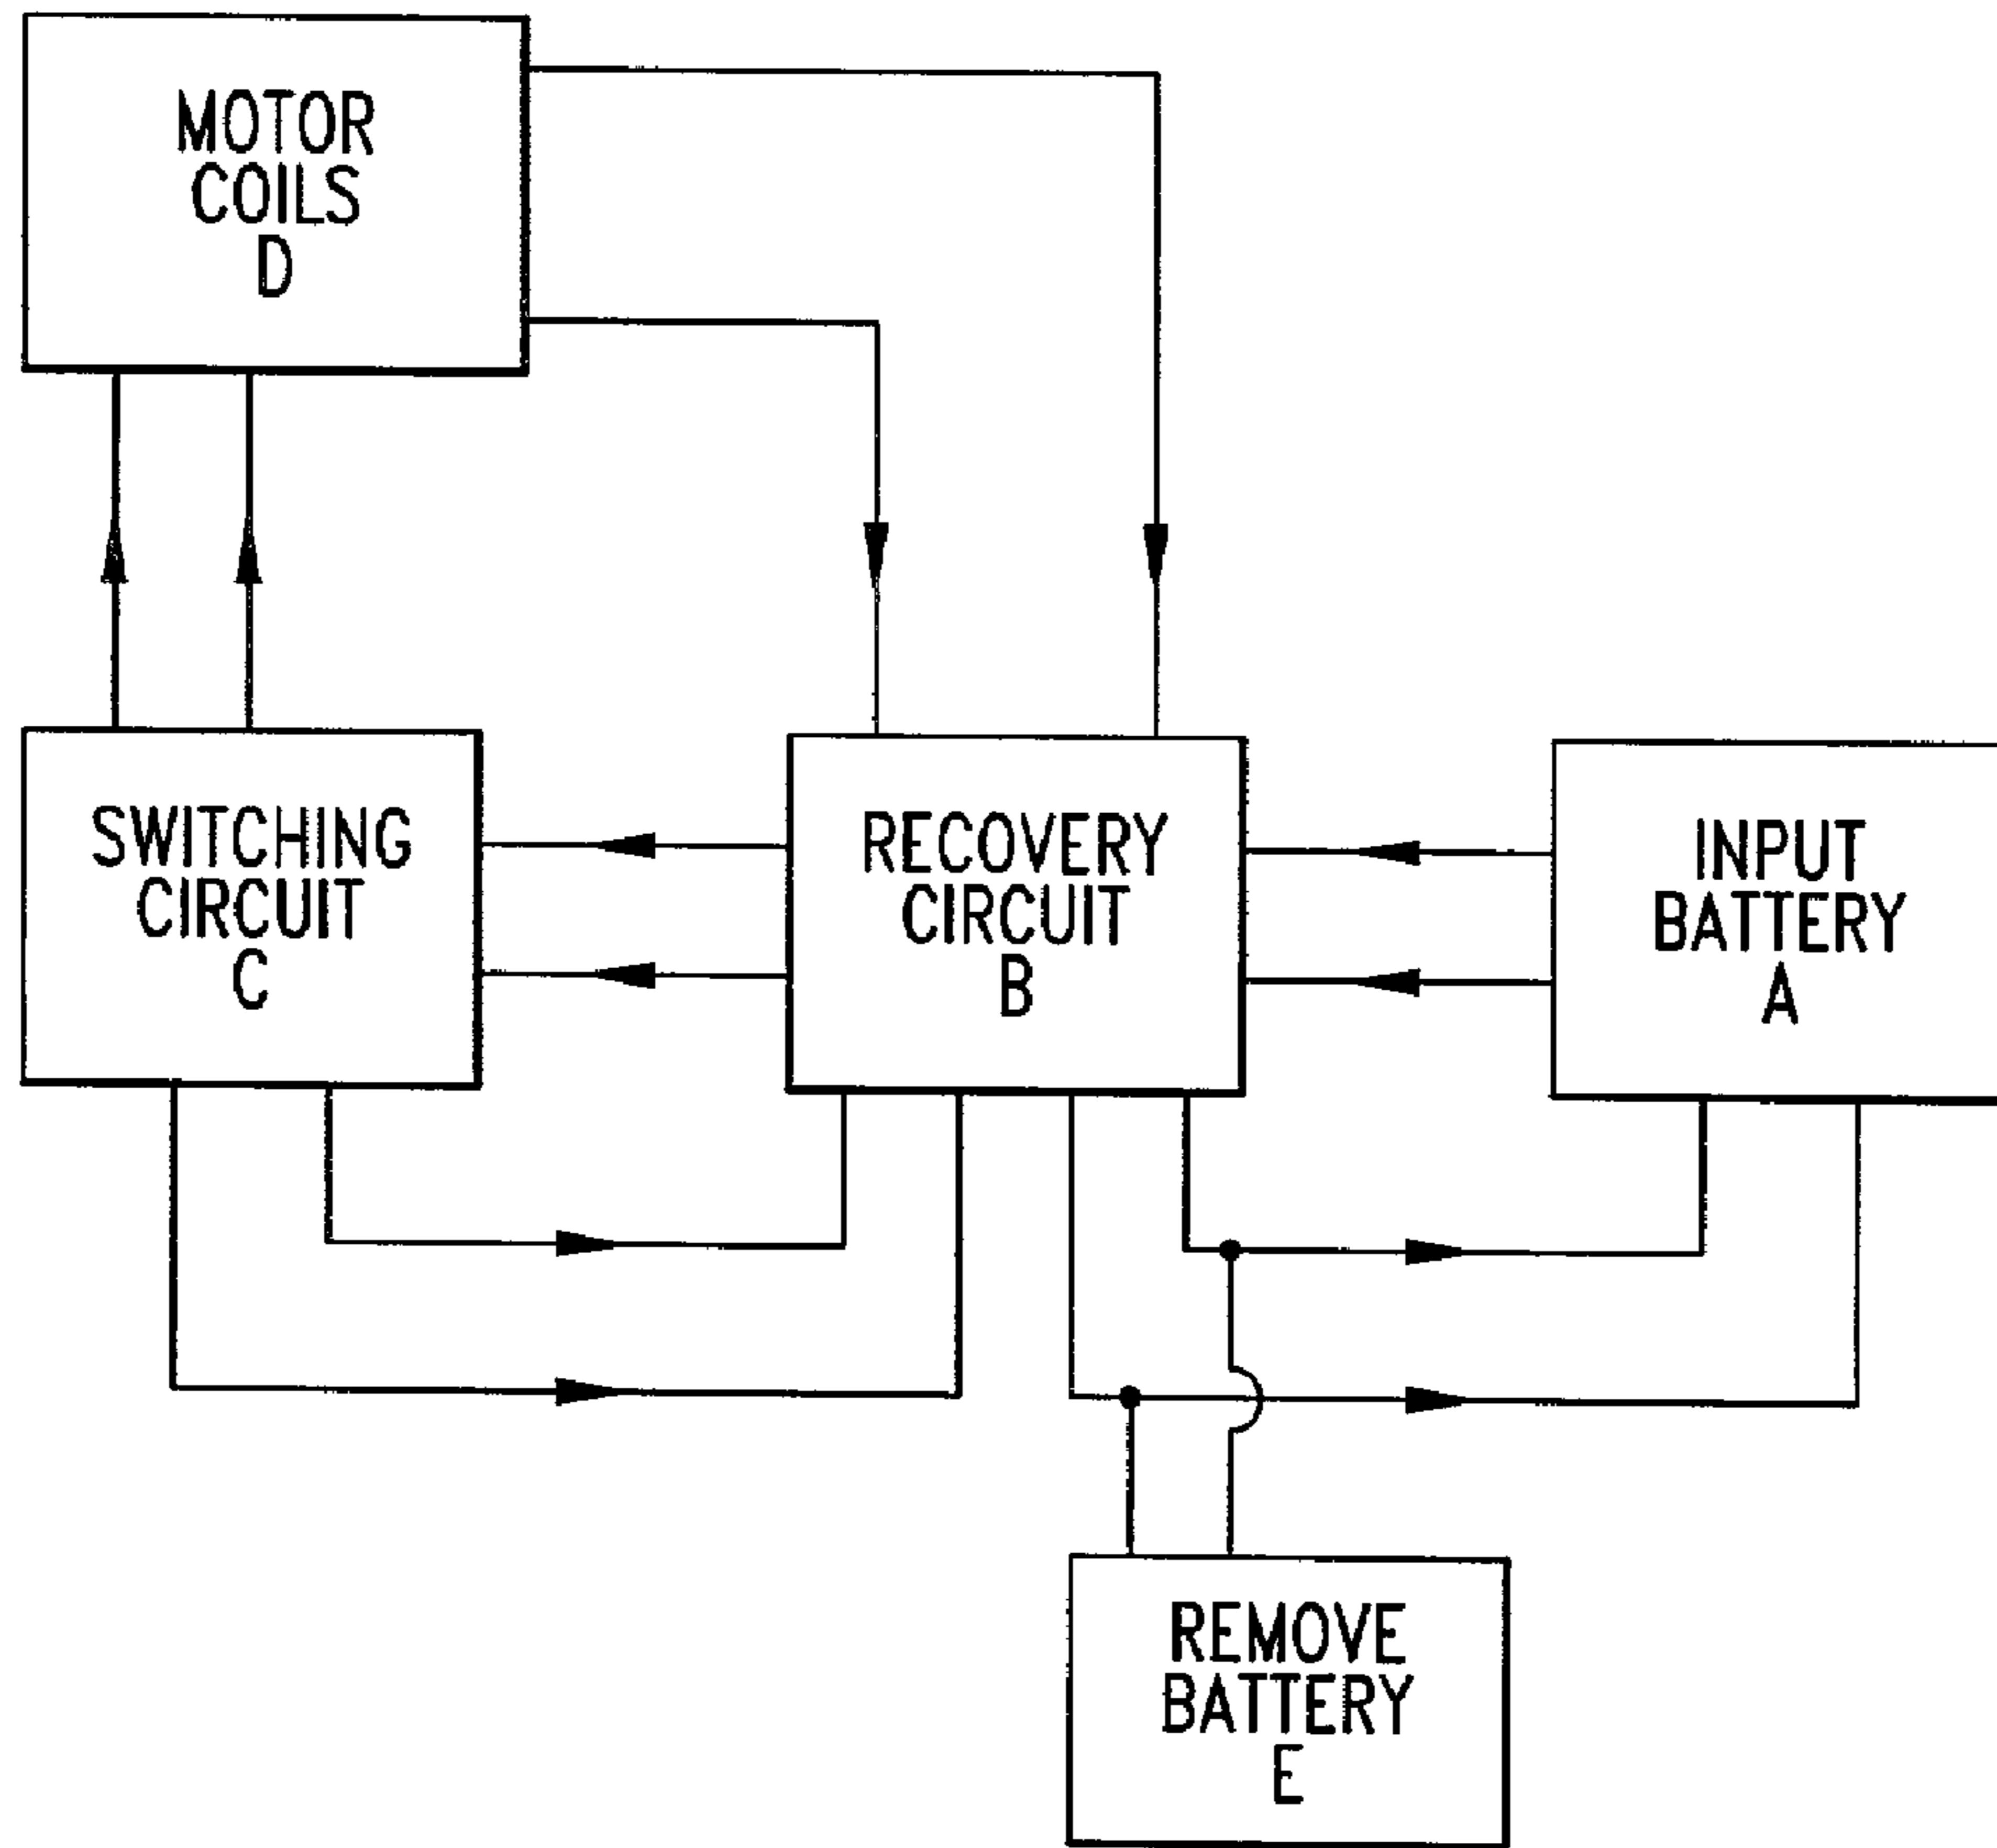 MOTOR
COILS
D
SWITCHING
CIRCUIT
C
RECOVERY
CIRCUIT
B
INPUT
BATTERY
A
REMOVE
BATTERY
E